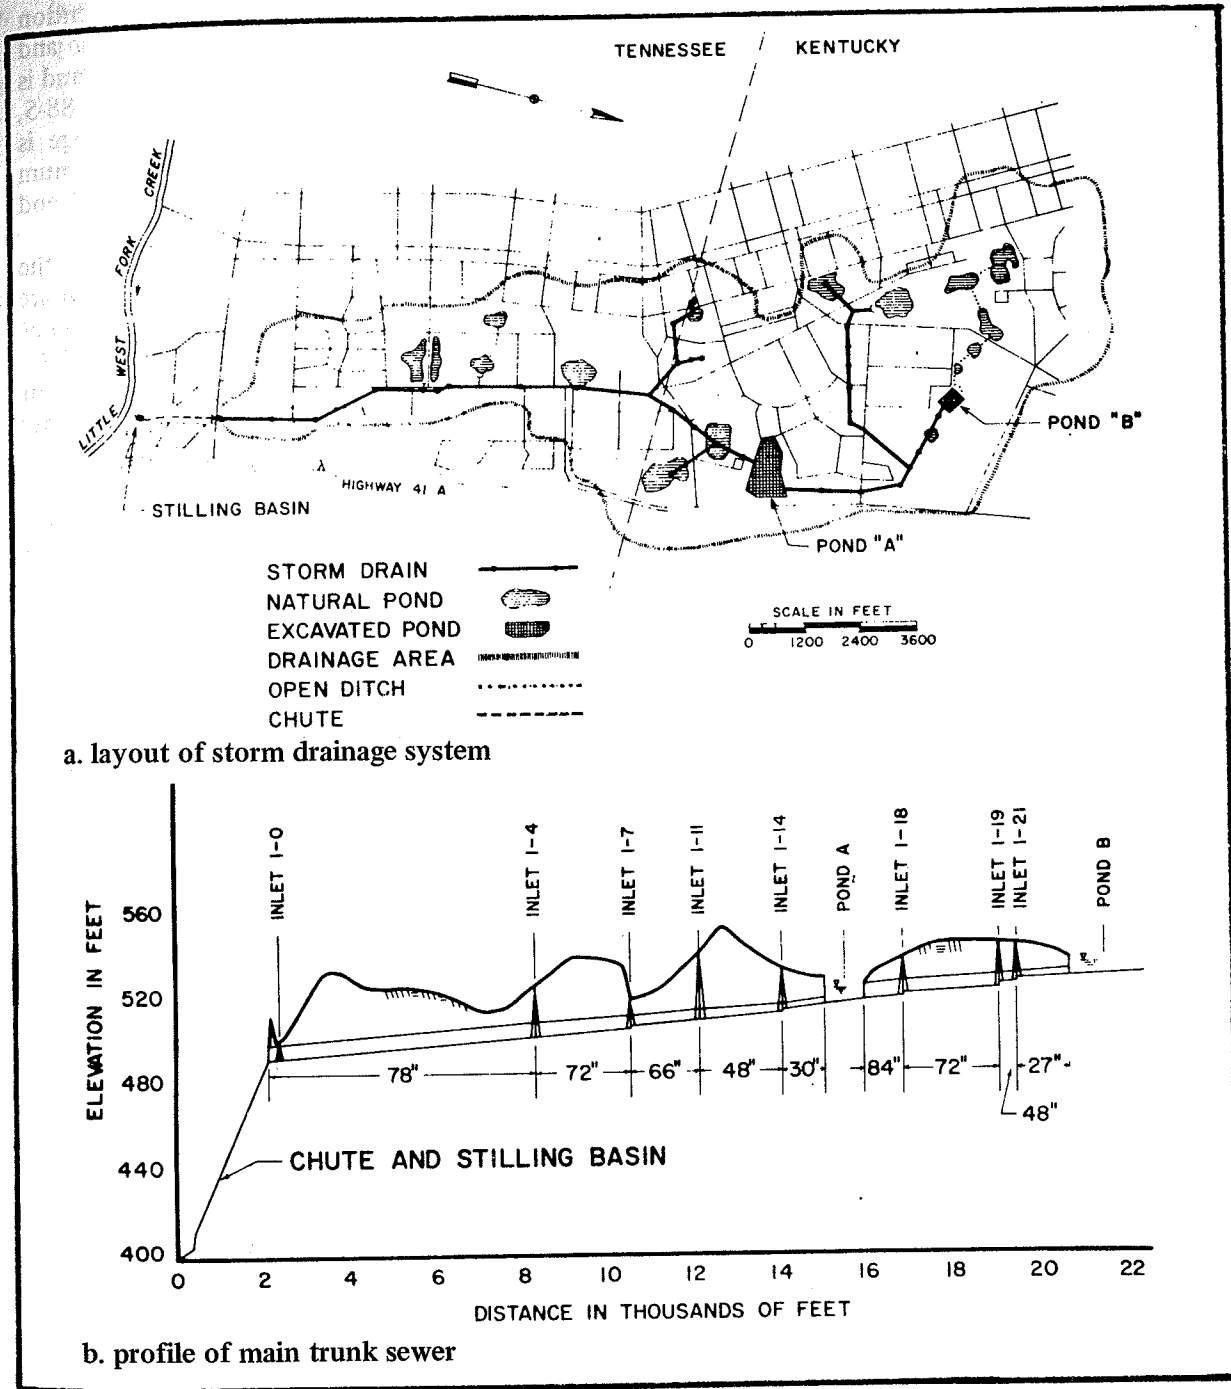 TENNESSEE KENTUCKY
LITTLE WEST FORK CREEK
HIGHWAY 41 A
STILLING BASIN
POND "B"
POND "A"
STORM DRAIN
NATURAL POND
EXCAVATED POND
DRAINAGE AREA
OPEN DITCH
CHUTE
SCALE IN FEET
0 1200 2400 3600
a. layout of storm drainage system
INLET 1-0
INLET 1-4
INLET 1-7
INLET 1-11
INLET 1-14
POND A
INLET 1-18
INLET 1-19
INLET 1-21
POND B
ELEVATION IN FEET
560
520
480
440
400
78" 72" 66" 48" 30" 84" 72" 27"
48"
CHUTE AND STILLING BASIN
0 2 4 6 8 10 12 14 16 18 20 22
DISTANCE IN THOUSANDS OF FEET
b. profile of main trunk sewer